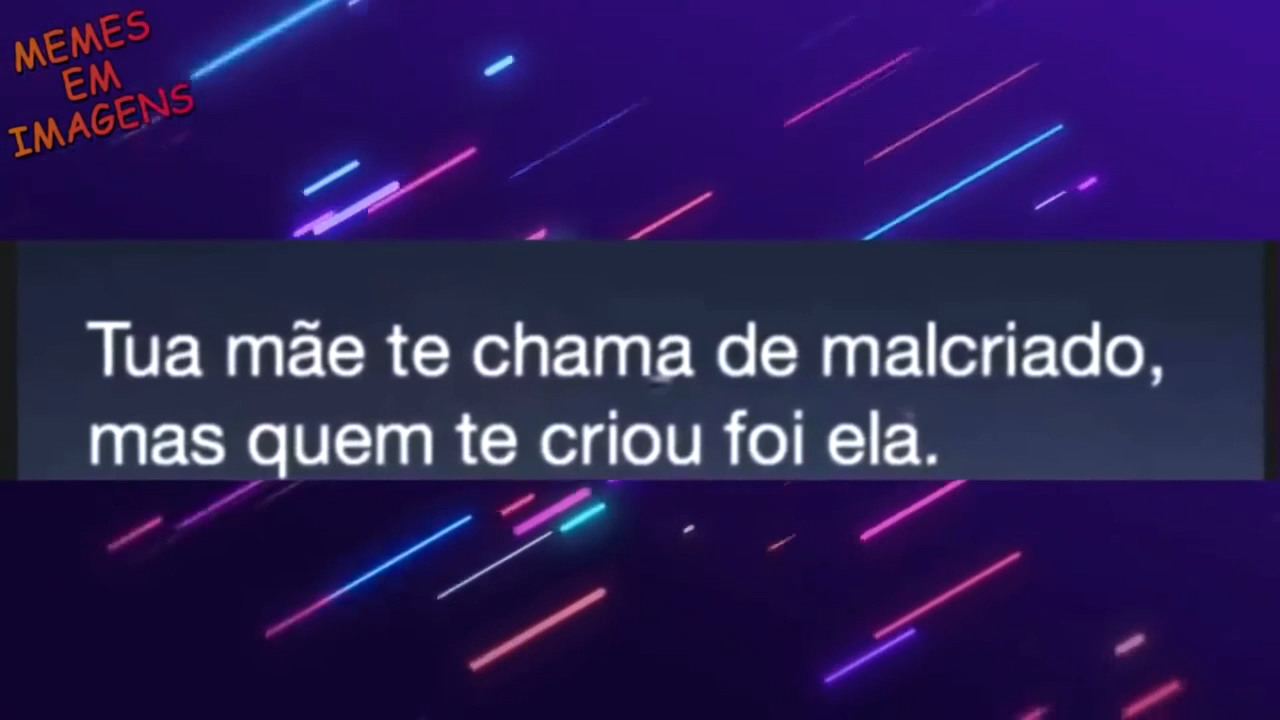 MEMES
EM
IMAGENS
Tua mãe te chama de malcriado,
mas quem te criou foi ela.